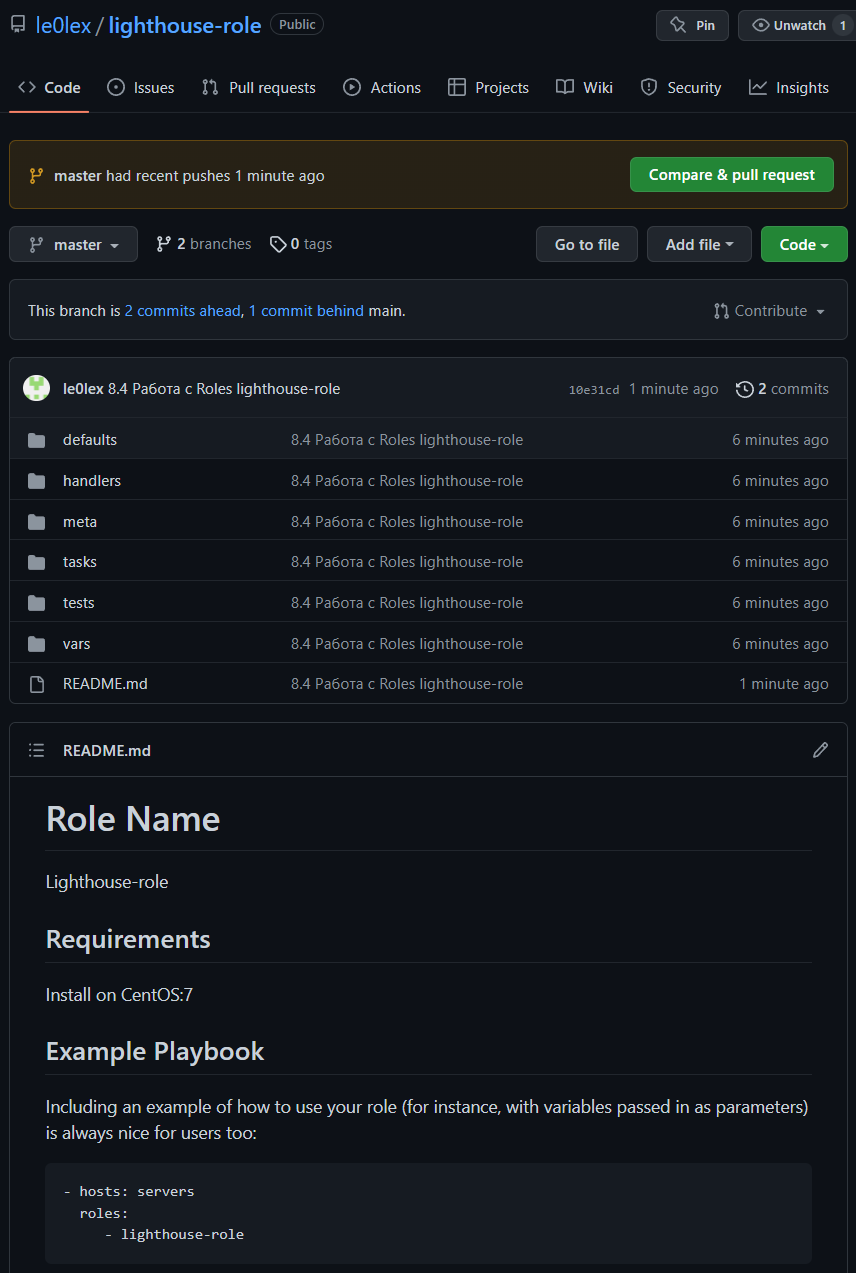 le0lex / lighthouse-role Public Pin Unwatch 1
Code Issues Pull requests Actions Projects Wiki Security Insights
master had recent pushes 1 minute ago Compare & pull request
master 2 branches 0 tags Go to file Add file Code
This branch is 2 commits ahead, 1 commit behind main. Contribute
le0lex 8.4 Работа с Roles lighthouse-role 10e31cd 1 minute ago 2 commits
defaults 8.4 Работа с Roles lighthouse-role 6 minutes ago
handlers 8.4 Работа с Roles lighthouse-role 6 minutes ago
meta 8.4 Работа с Roles lighthouse-role 6 minutes ago
tasks 8.4 Работа с Roles lighthouse-role 6 minutes ago
tests 8.4 Работа с Roles lighthouse-role 6 minutes ago
vars 8.4 Работа с Roles lighthouse-role 6 minutes ago
README.md 8.4 Работа с Roles lighthouse-role 1 minute ago
README.md
Role Name
Lighthouse-role
Requirements
Install on CentOS:7
Example Playbook
Including an example of how to use your role (for instance, with variables passed in as parameters)
is always nice for users too:
- hosts: servers
roles:
- lighthouse-role